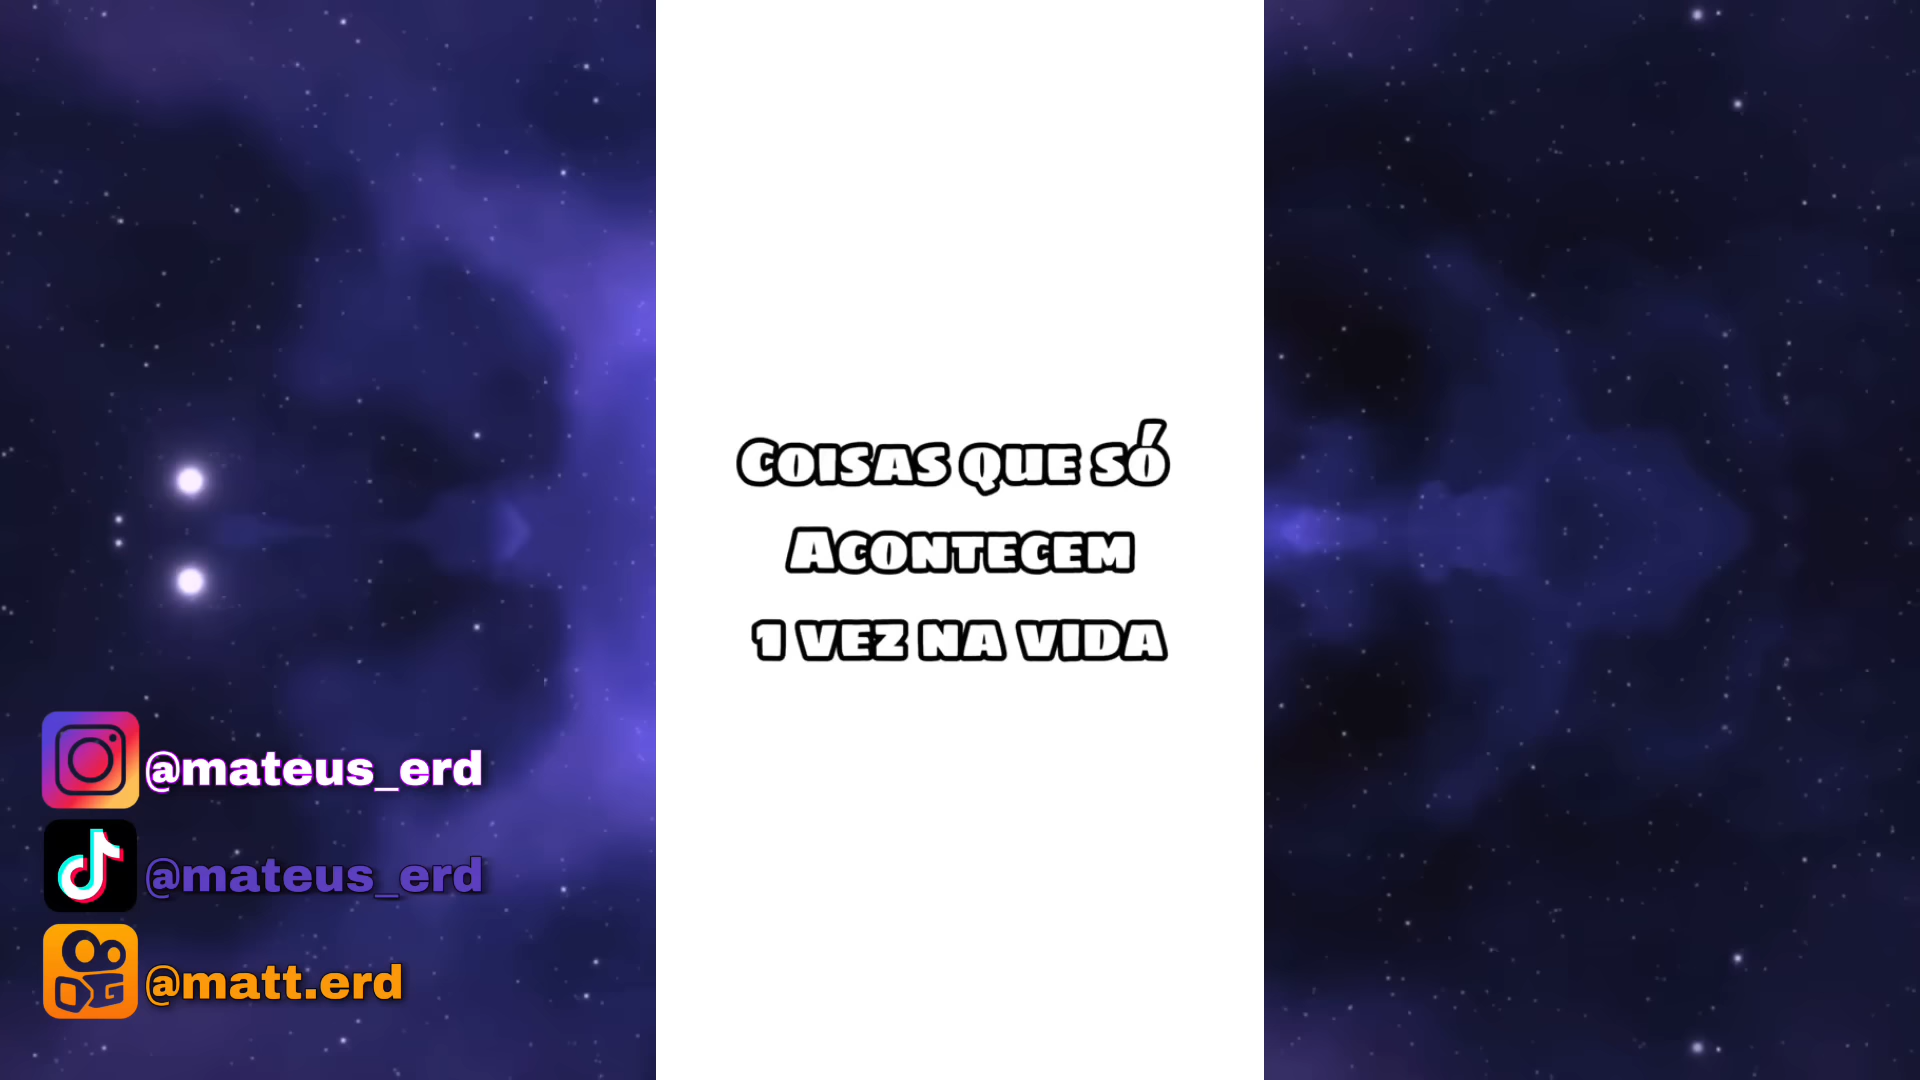 Coisas que só
Acontecem
1 vez na vida
@mateus_erd
@mateus_erd
@matt.erd